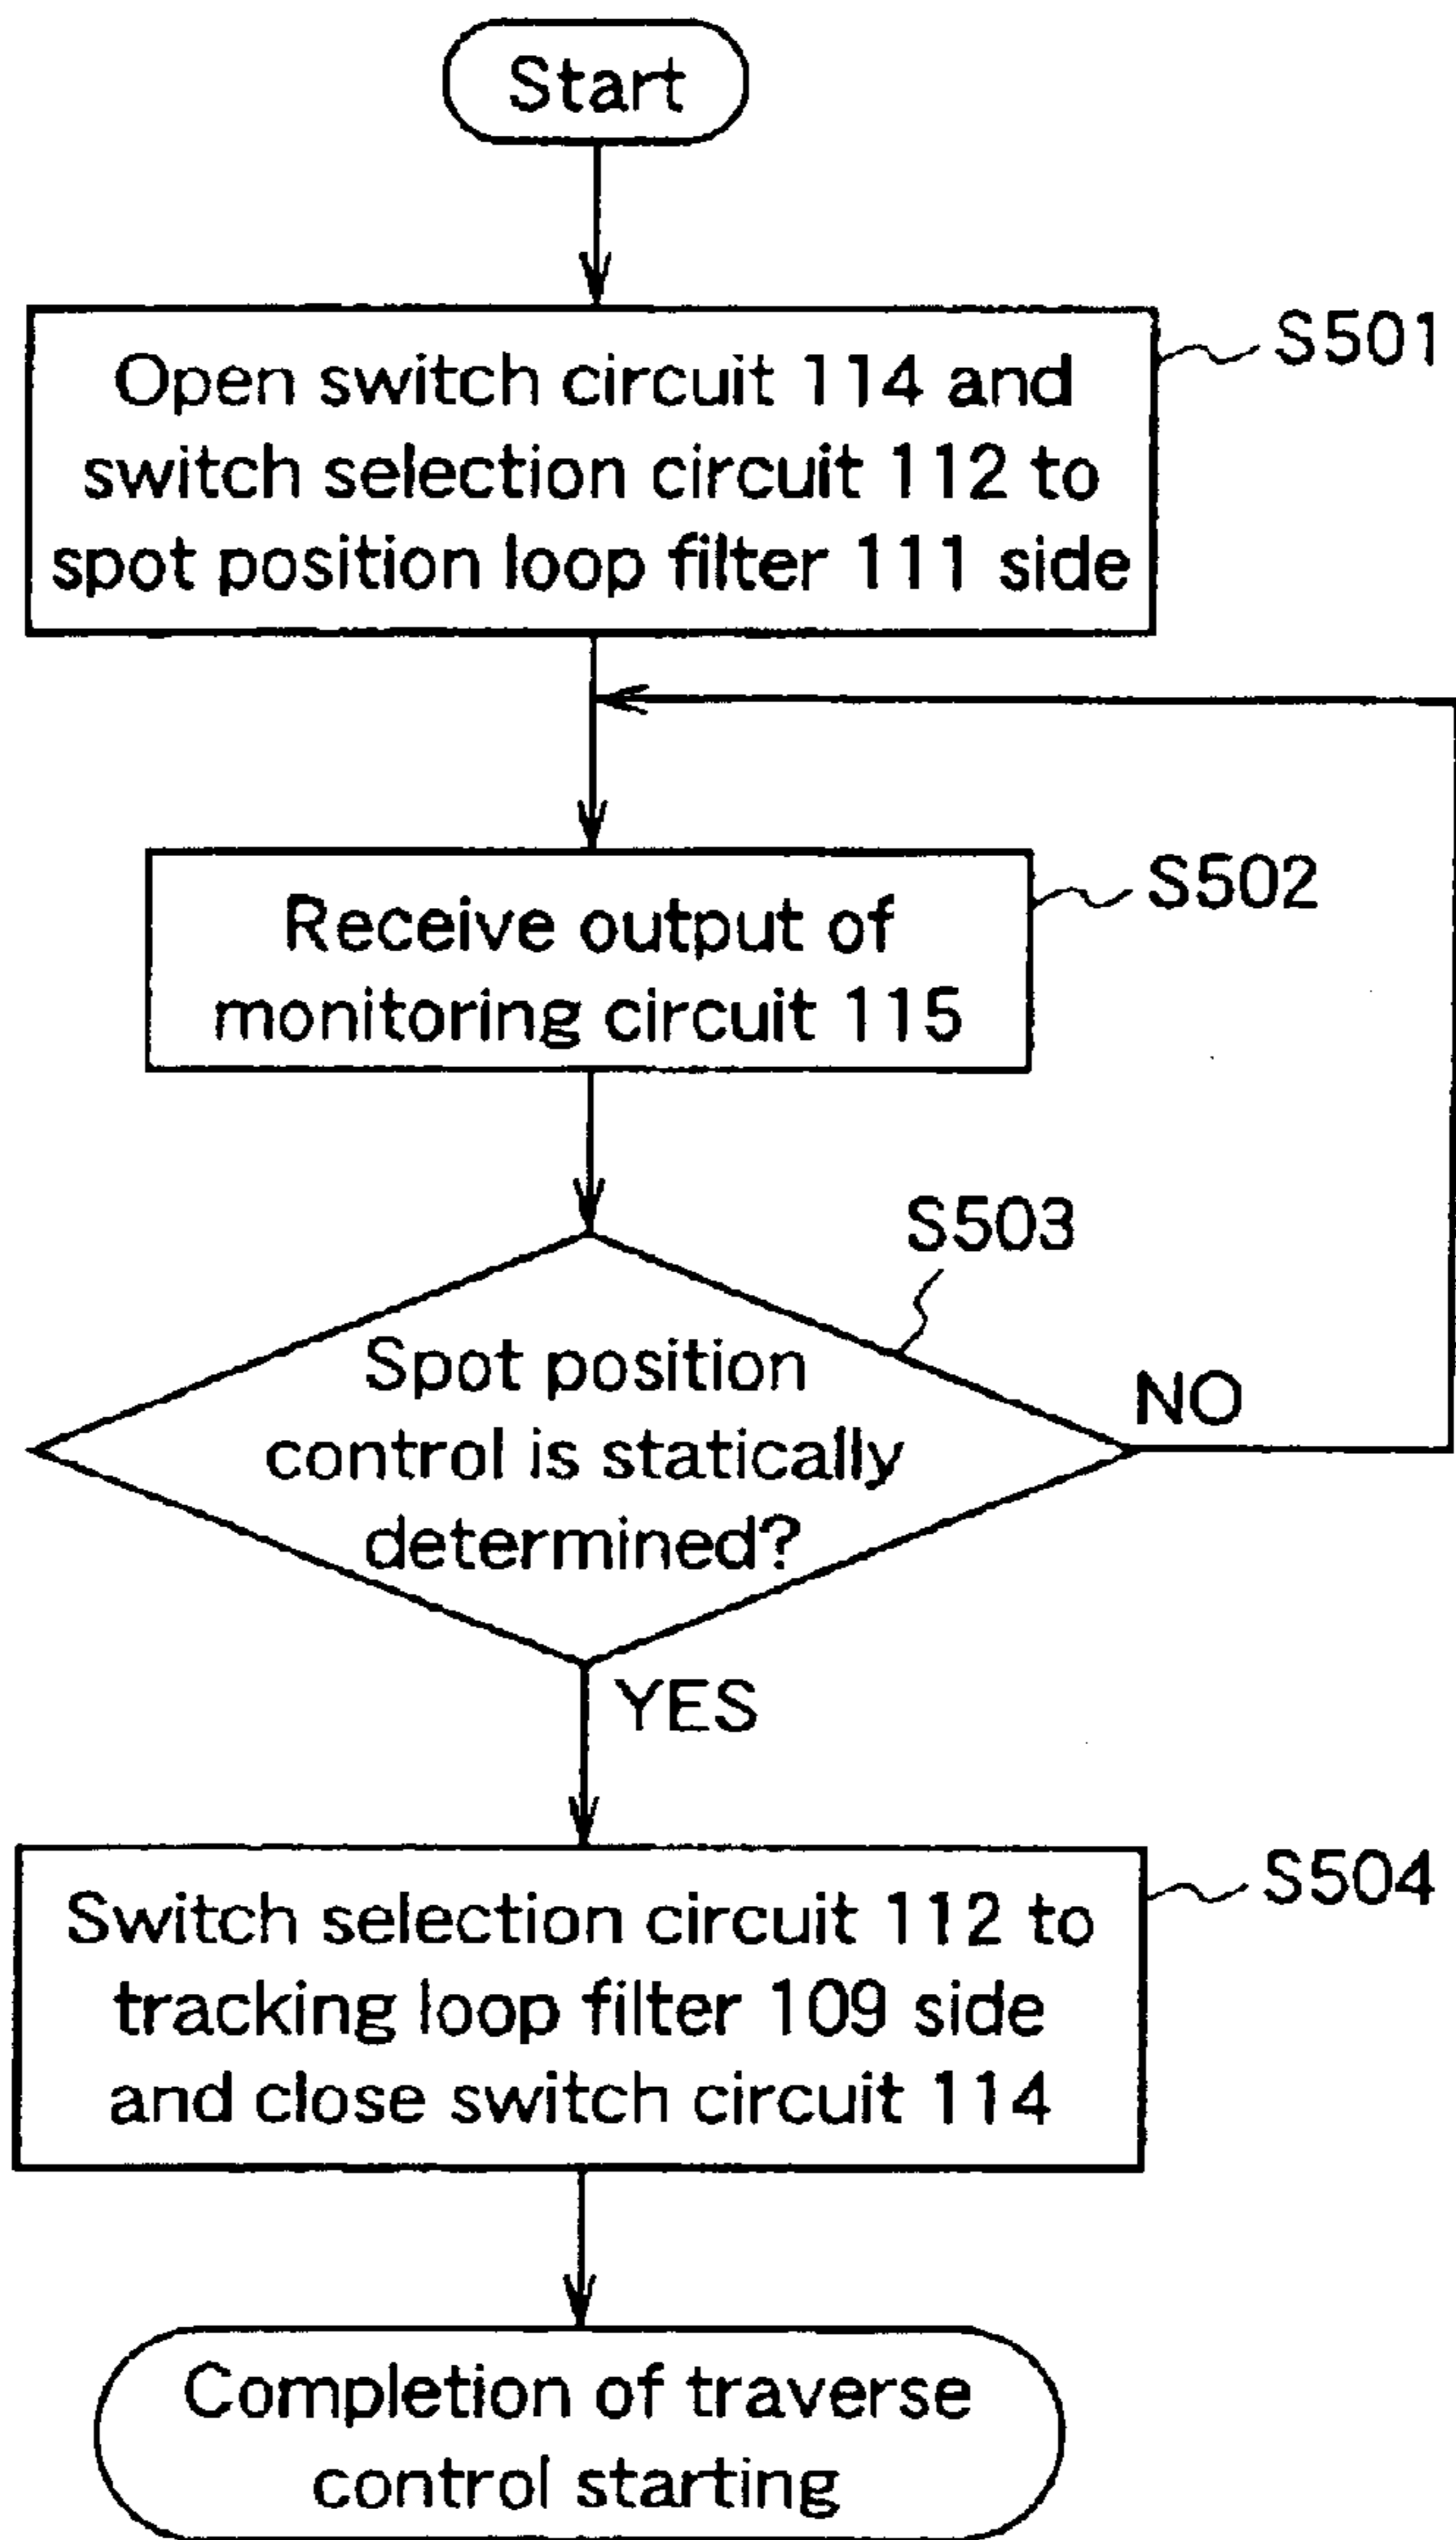 Start
S501
Open switch circuit 114 and
switch selection circuit 112 to
spot position loop filter 111 side
S502
Receive output of
monitoring circuit 115
S503
Spot position
control is statically
determined?
NO
YES
S504
Switch selection circuit 112 to
tracking loop filter 109 side
and close switch circuit 114
Completion of traverse
control starting